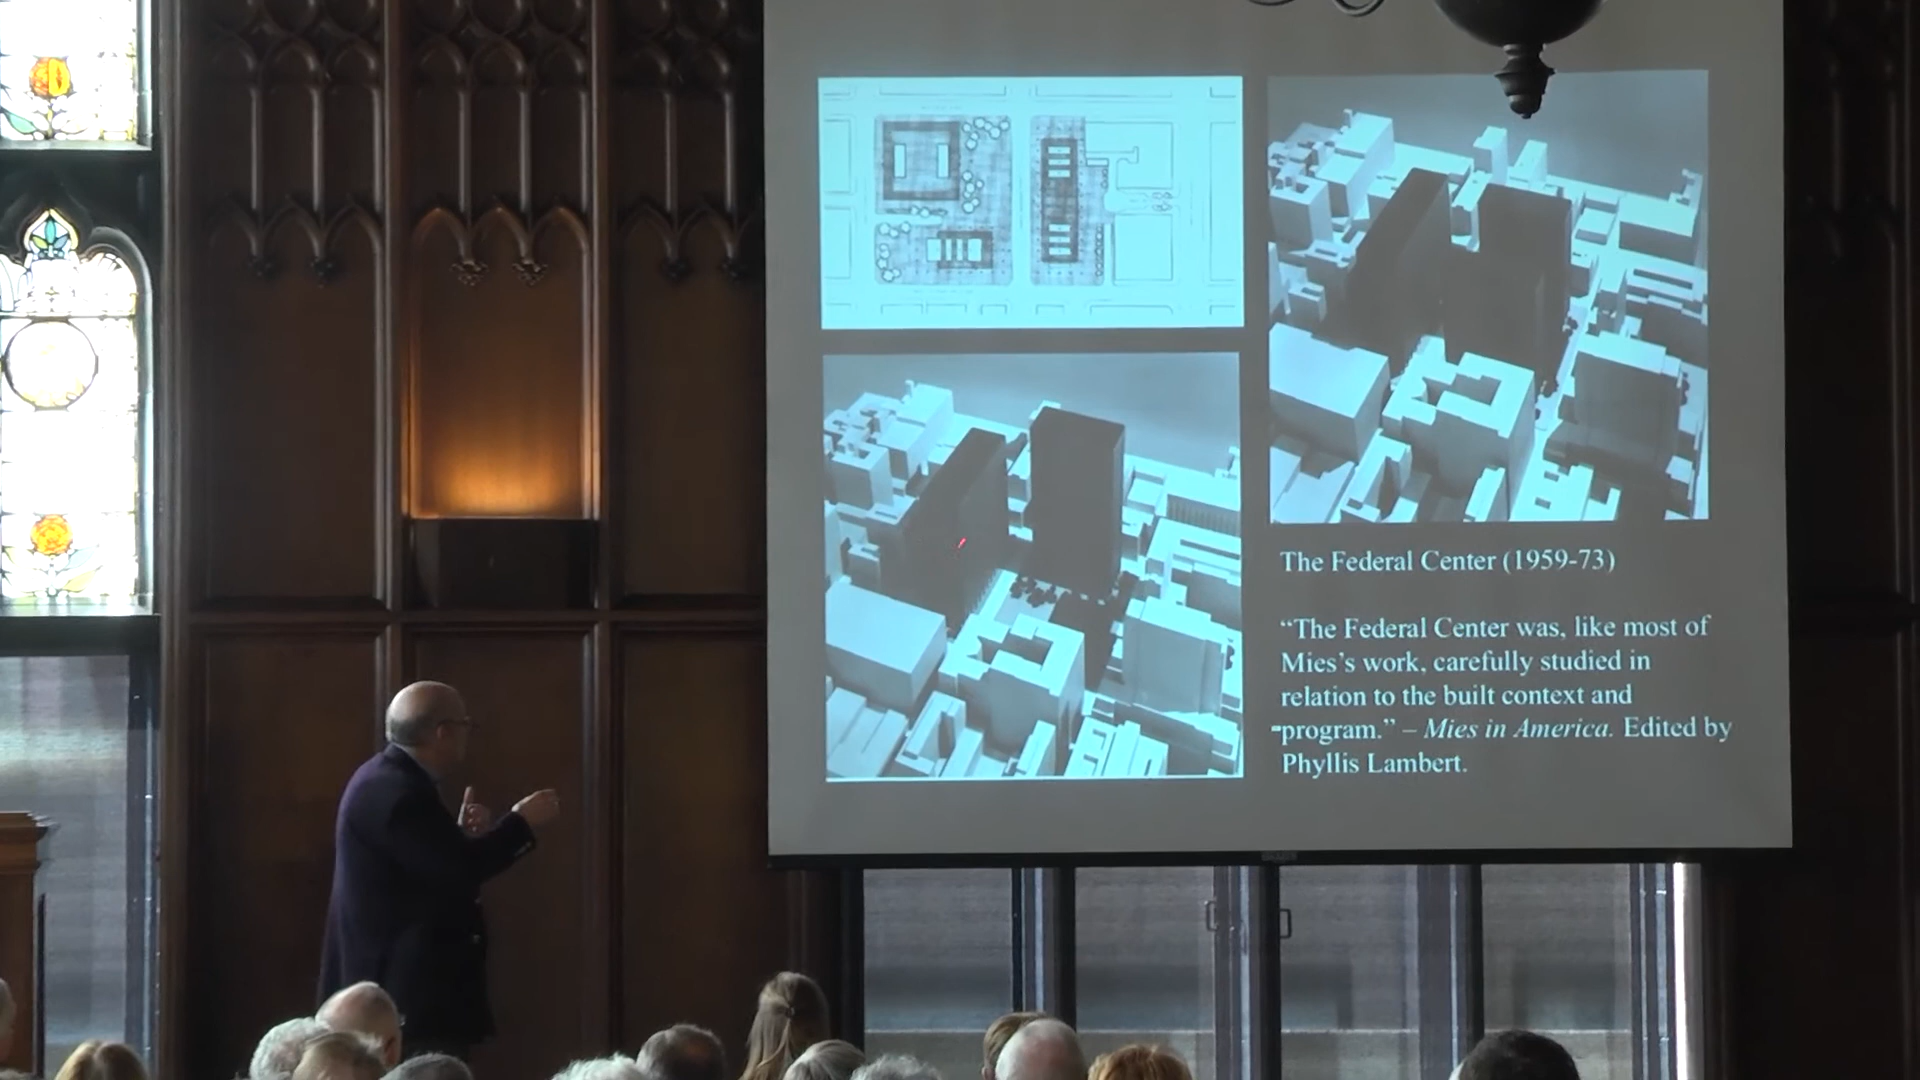 The Federal Center (1959-73)
“The Federal Center was, like most of
Mies’s work, carefully studied in
relation to the built context and
program.” – Mies in America. Edited by
Phyllis Lambert.